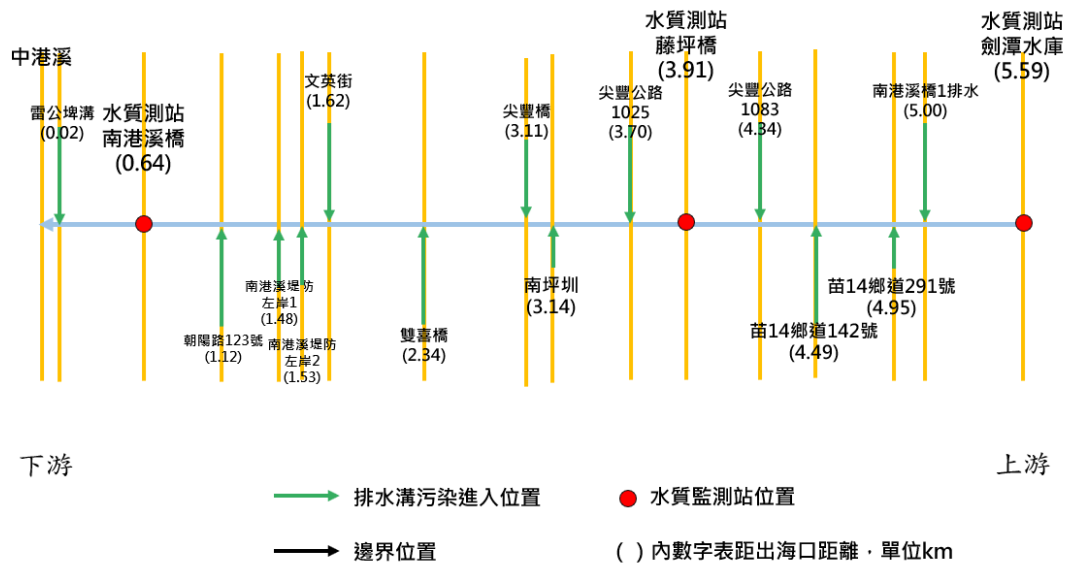 中港溪
雷公埤溝
(0.02)
水質測站
南港溪橋
(0.64)
文英街
(1.62)
尖豐橋
(3.11)
尖豐公路
1025
(3.70)
水質測站
藤坪橋
(3.91)
尖豐公路
1083
(4.34)
南港溪橋1排水
(5.00)
水質測站
劍潭水庫
(5.59)
朝陽路123號
(1.12)
南港溪堤防
左岸1
(1.48)
南港溪堤防
左岸2
(1.53)
雙喜橋
(2.34)
南坪圳
(3.14)
苗14鄉道142號
(4.49)
苗14鄉道291號
(4.95)
下游
上游
排水溝污染進入位置
水質監測站位置
邊界位置
( ) 內數字表距出海口距離，單位km